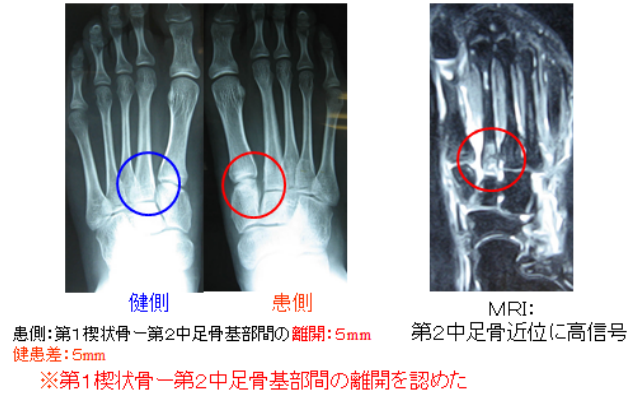 健側
患側
MRI:
第2中足骨近位に高信号
患側:第1楔状骨ー第2中足骨基部間の離開:5mm
健患差:5mm
※第1楔状骨ー第2中足骨基部間の離開を認めた